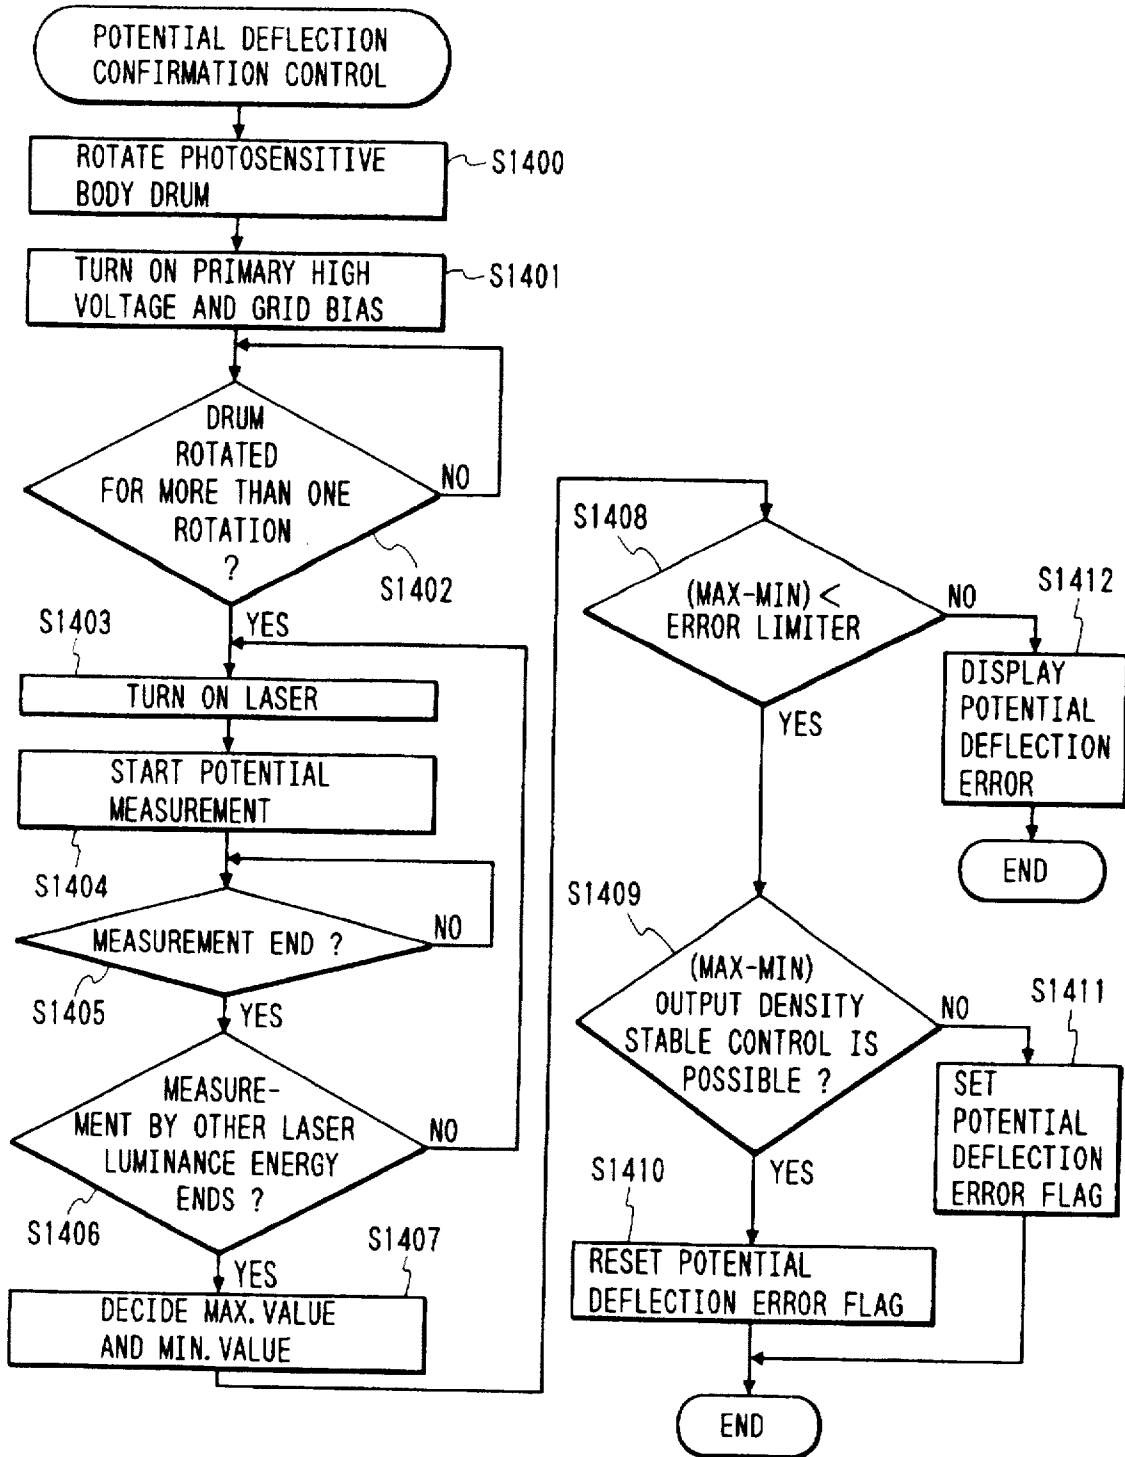 POTENTIAL DEFLECTION
CONFIRMATION CONTROL
ROTATE PHOTOSENSITIVE
BODY DRUM
S1400
TURN ON PRIMARY HIGH
VOLTAGE AND GRID BIAS
S1401
DRUM
ROTATED
FOR MORE THAN ONE
ROTATION
?
NO
S1402
YES
S1403
TURN ON LASER
START POTENTIAL
MEASUREMENT
S1404
MEASUREMENT END ?
NO
S1405
YES
MEASURE-
MENT BY OTHER LASER
LUMINANCE ENERGY
ENDS ?
NO
S1406
YES
S1407
DECIDE MAX. VALUE
AND MIN. VALUE
S1408
(MAX-MIN) <
ERROR LIMITER
NO
YES
S1412
DISPLAY
POTENTIAL
DEFLECTION
ERROR
END
S1409
(MAX-MIN)
OUTPUT DENSITY
STABLE CONTROL IS
POSSIBLE ?
NO
YES
S1411
SET
POTENTIAL
DEFLECTION
ERROR FLAG
S1410
RESET POTENTIAL
DEFLECTION ERROR FLAG
END